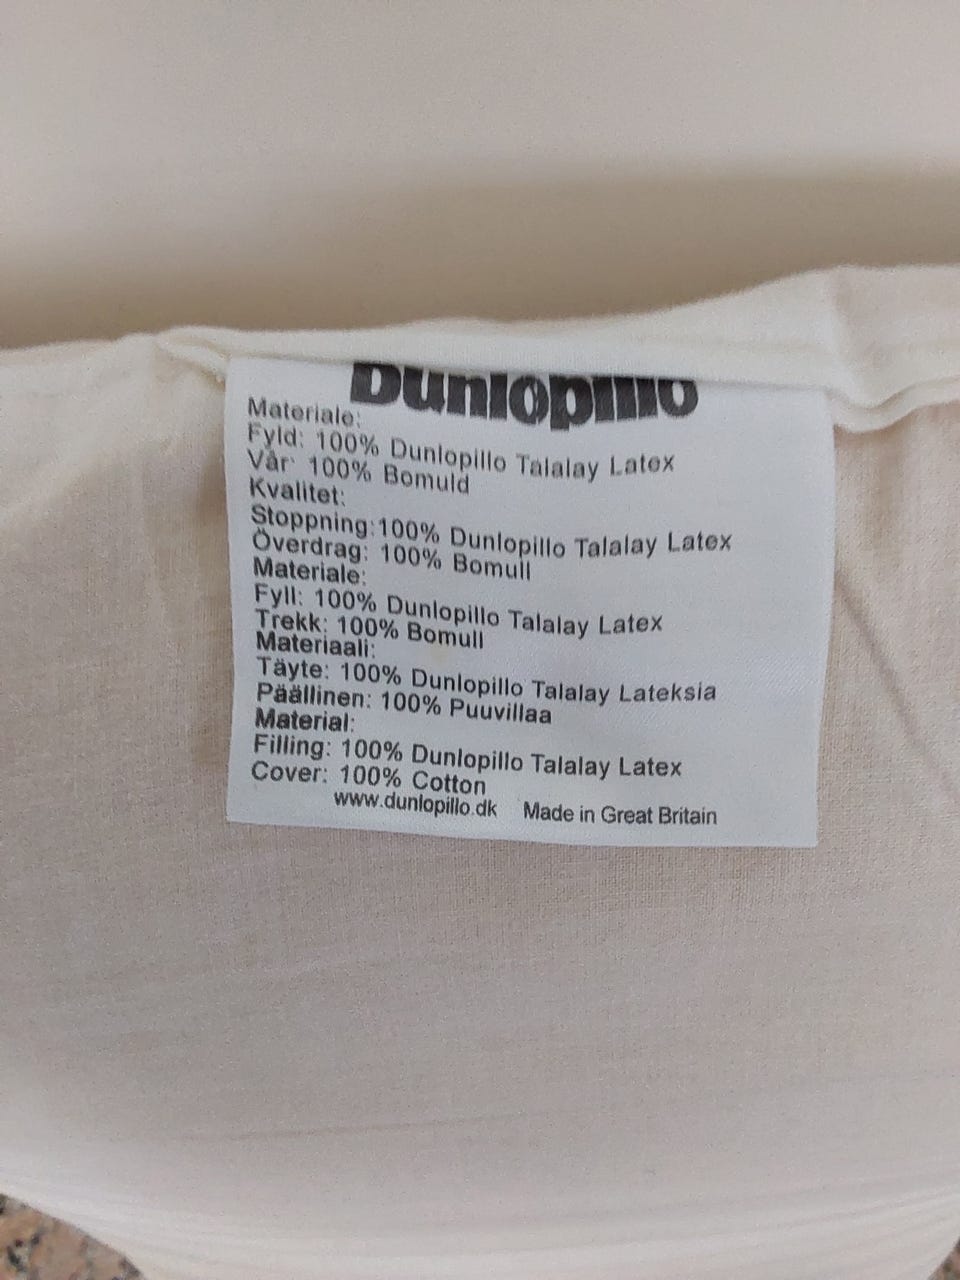 Dunlopillo
Materiale:
Fyld: 100% Dunlopillo Talalay Latex
Vår: 100% Bomuld
Kvalitet:
Stoppning:100% Dunlopillo Talalay Latex
Överdrag: 100% Bomull
Materiale:
Fyll: 100% Dunlopillo Talalay Latex
Trekk: 100% Bomull
Materiaali:
Täyte: 100% Dunlopillo Talalay Lateksia
Päällinen: 100% Puuvillaa
Material:
Filling: 100% Dunlopillo Talalay Latex
Cover: 100% Cotton
www.dunlopillo.dk Made in Great Britain